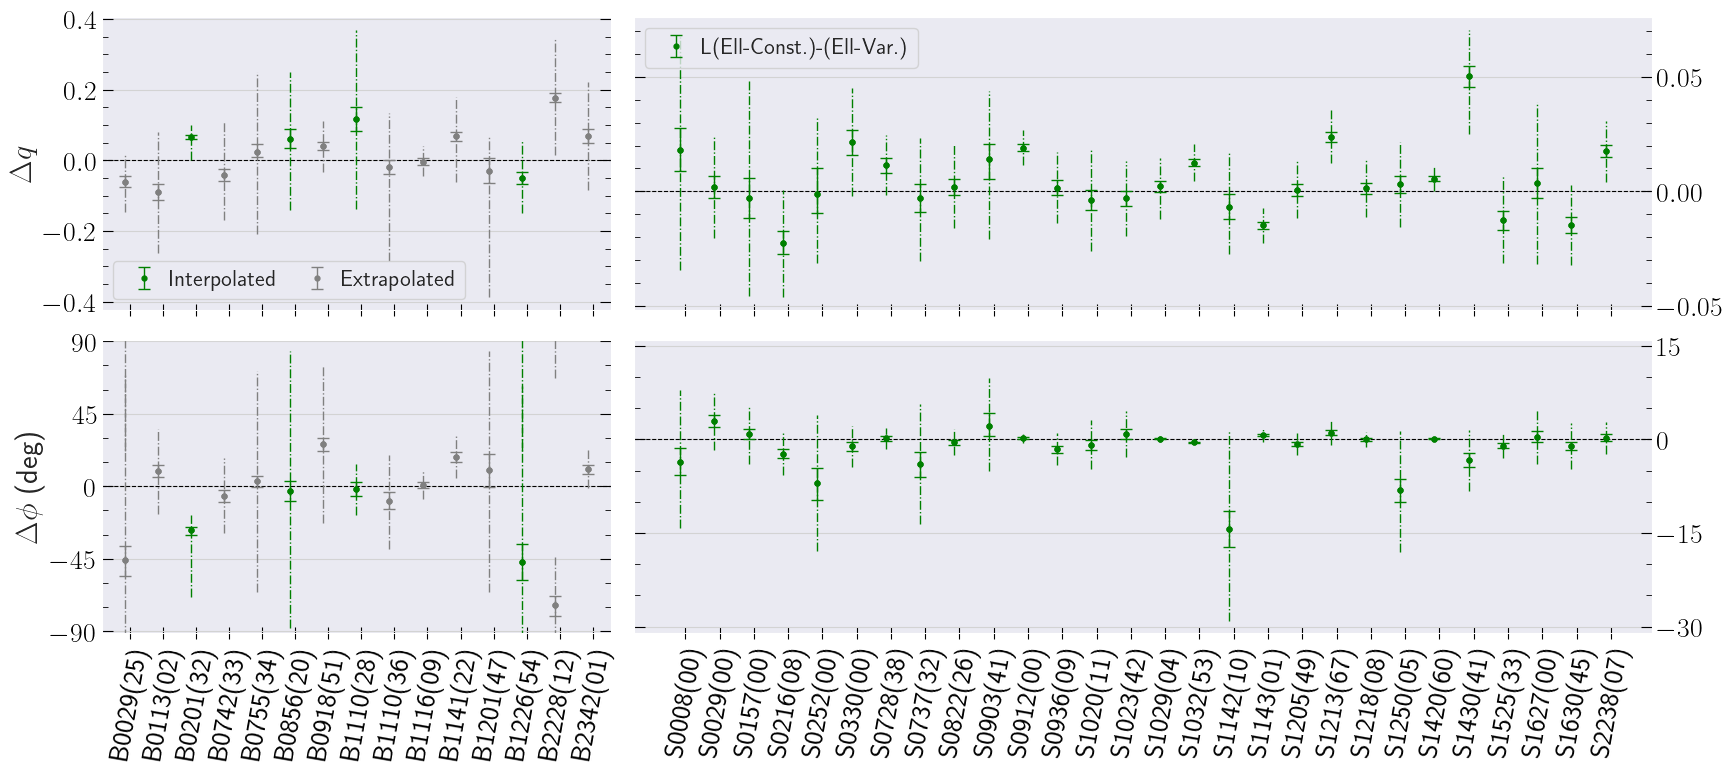 0.4
0.2
0.0
−0.2
−0.4
Δq
Interpolated
Extrapolated
L(Ell-Const.)-(Ell-Var.)
0.05
0.00
−0.05
90
45
0
−45
−90
Δϕ (deg)
15
0
−15
−30
B0029(25)
B0113(02)
B0201(32)
B0742(33)
B0755(34)
B0856(20)
B0918(51)
B1110(28)
B1110(36)
B1116(09)
B1141(22)
B1201(47)
B1226(54)
B2228(12)
B2342(01)
S0008(00)
S0029(00)
S0157(00)
S0216(08)
S0252(00)
S0330(00)
S0728(38)
S0737(32)
S0822(26)
S0903(41)
S0912(00)
S0936(09)
S1020(11)
S1023(42)
S1029(04)
S1032(53)
S1142(10)
S1143(01)
S1205(49)
S1213(67)
S1218(08)
S1250(05)
S1420(60)
S1430(41)
S1525(33)
S1627(00)
S1630(45)
S2238(07)